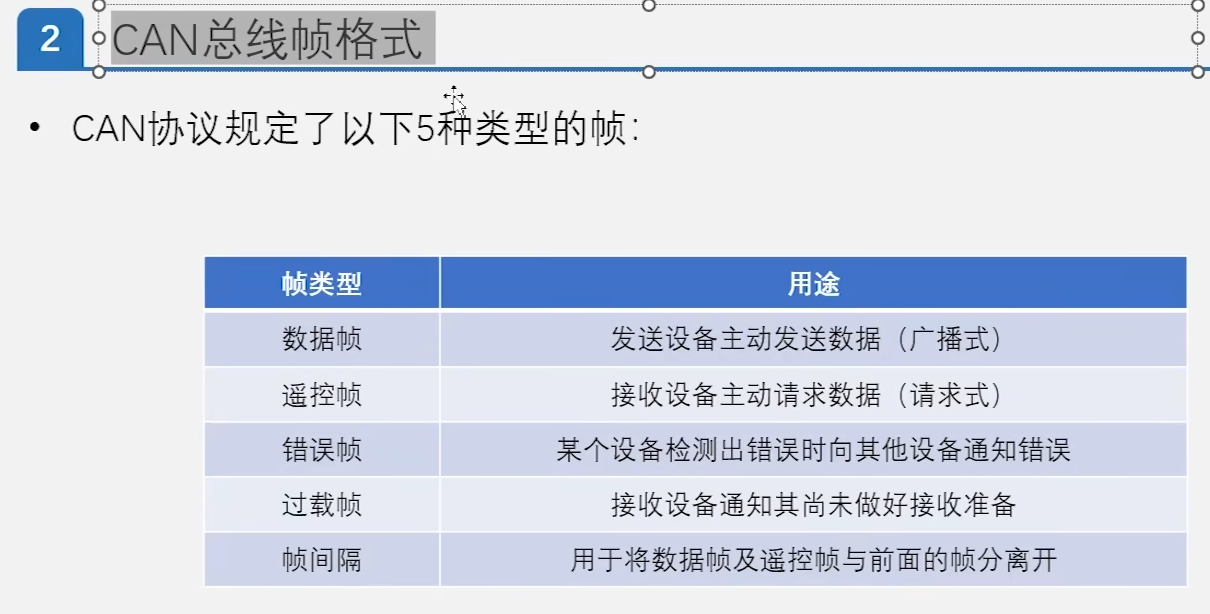 2
CAN总线帧格式
• CAN协议规定了以下5种类型的帧：
帧类型 用途
数据帧 发送设备主动发送数据（广播式）
遥控帧 接收设备主动请求数据（请求式）
错误帧 某个设备检测出错误时向其他设备通知错误
过载帧 接收设备通知其尚未做好接收准备
帧间隔 用于将数据帧及遥控帧与前面的帧分离开